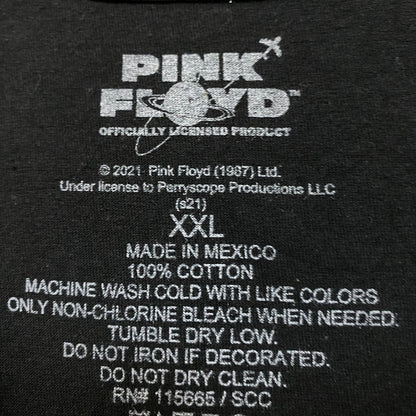 PINK
FLOYD™
OFFICIALLY LICENSED PRODUCT
© 2021 Pink Floyd (1987) Ltd.
Under license to Perryscope Productions LLC
(s21)
XXL
MADE IN MEXICO
100% COTTON
MACHINE WASH COLD WITH LIKE COLORS
ONLY NON-CHLORINE BLEACH WHEN NEEDED.
TUMBLE DRY LOW.
DO NOT IRON IF DECORATED.
DO NOT DRY CLEAN.
RN# 115665 / SCC